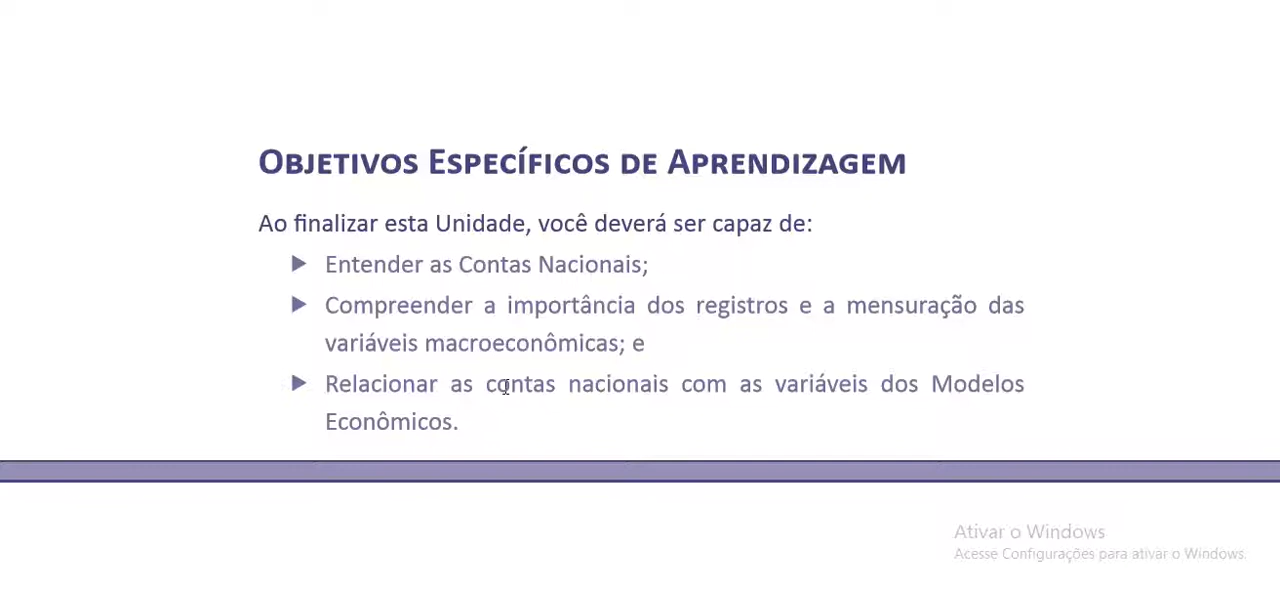 Objetivos Específicos de Aprendizagem
Ao finalizar esta Unidade, você deverá ser capaz de:
▶ Entender as Contas Nacionais;
▶ Compreender a importância dos registros e a mensuração das
variáveis macroeconômicas; e
▶ Relacionar as contas nacionais com as variáveis dos Modelos
Econômicos.
Ativar o Windows
Acesse Configurações para ativar o Windows.